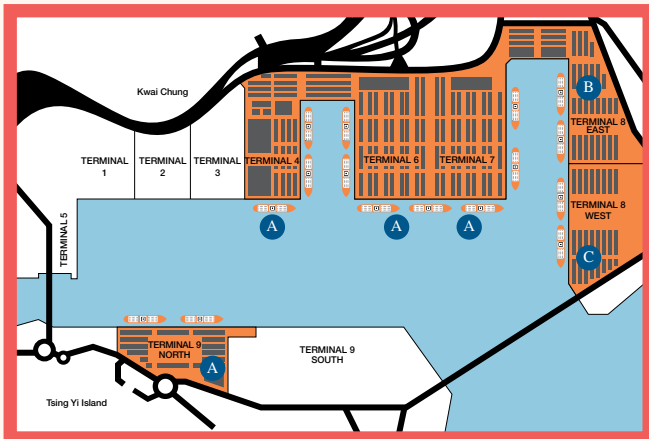 B
Kwai Chung
TERMINAL 8
EAST
TERMINAL
1
TERMINAL
2
TERMINAL
3
TERMINAL 4
TERMINAL 6
TERMINAL 7
TERMINAL 8
WEST
A
A
A
TERMINAL 5
C
TERMINAL 9
NORTH
TERMINAL 9
SOUTH
A
Tsing Yi Island